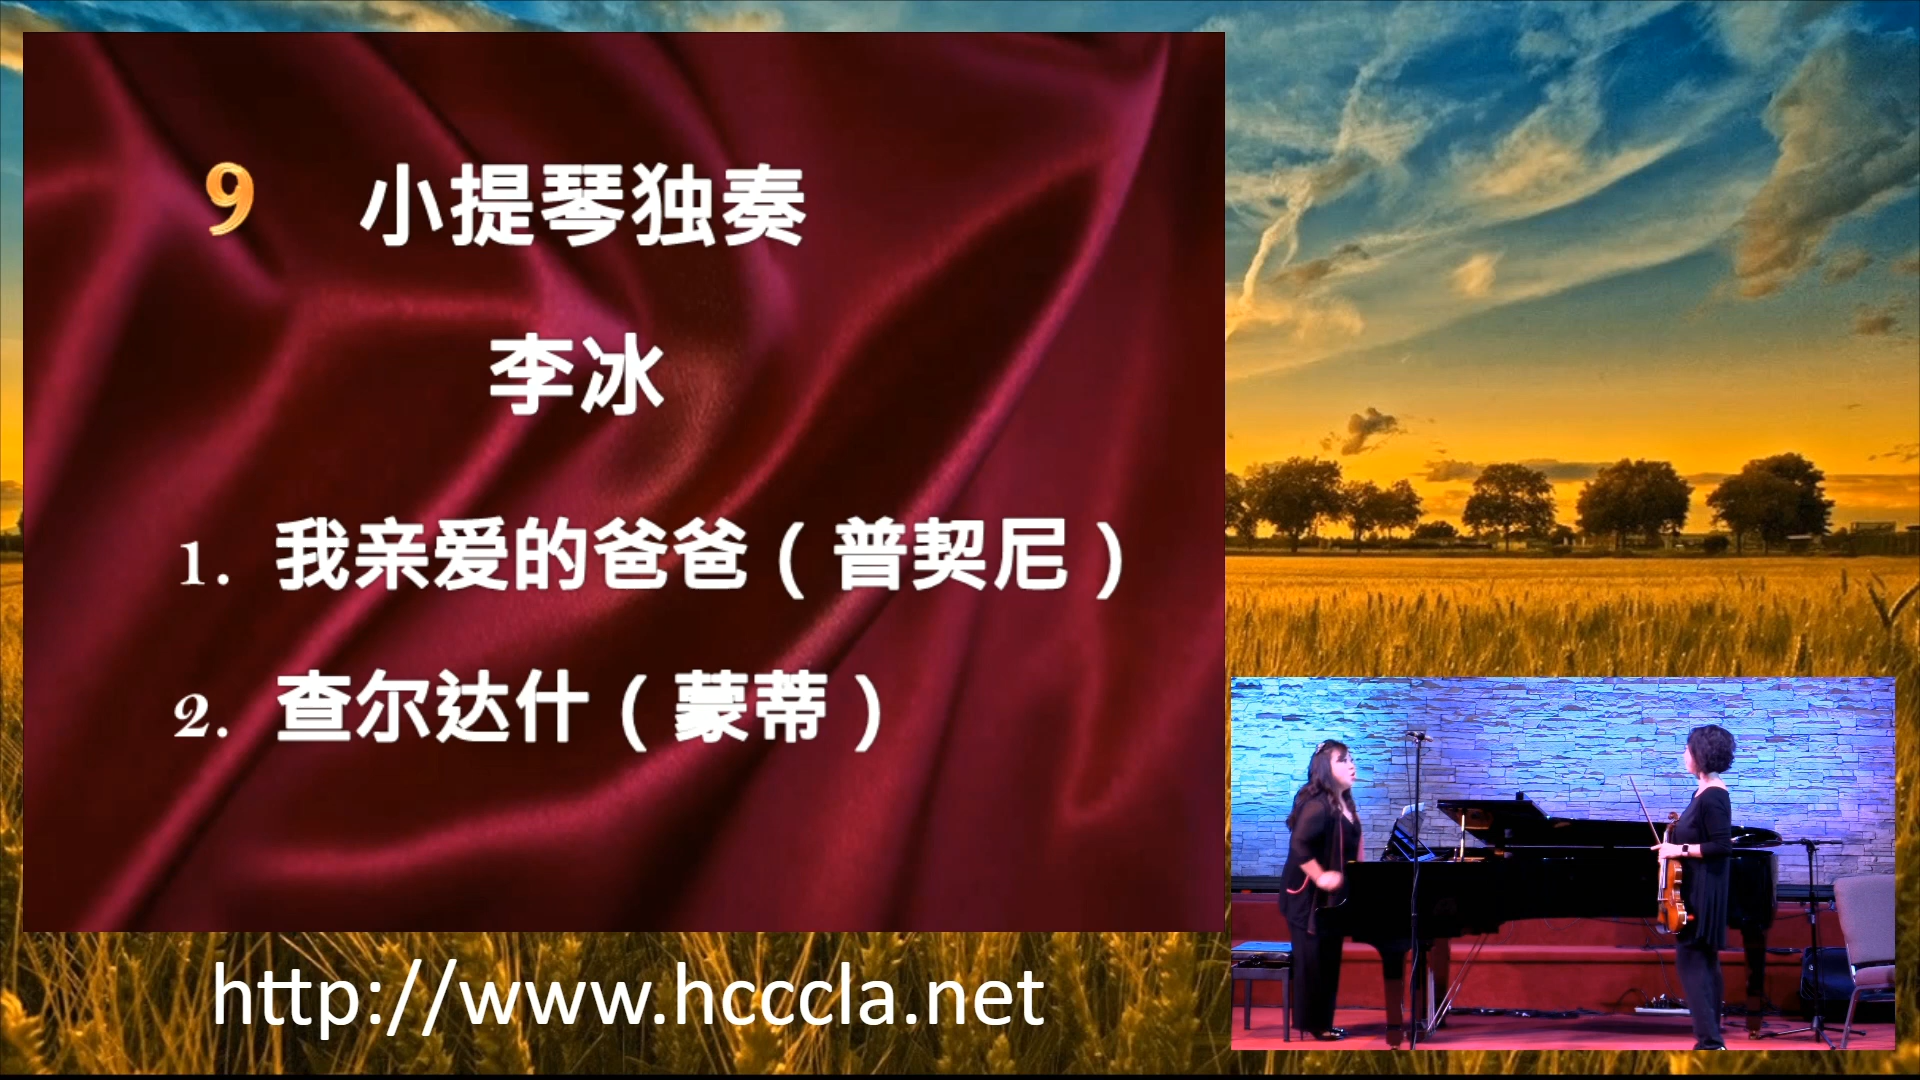 9 小提琴独奏
李冰
1. 我亲爱的爸爸（普契尼）
2. 查尔达什（蒙蒂）
http://www.hcccla.net